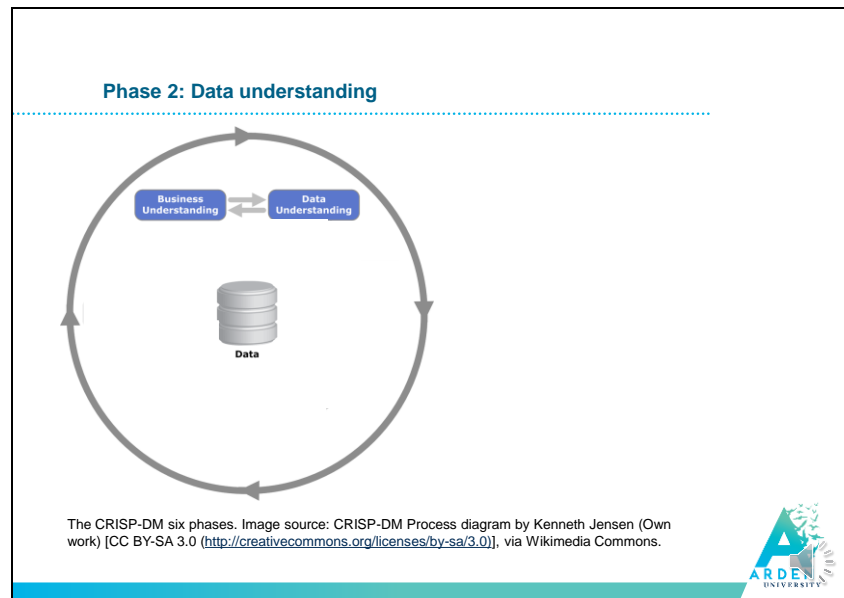 Phase 2: Data understanding
Business
Understanding
Data
Understanding
Data
The CRISP-DM six phases. Image source: CRISP-DM Process diagram by Kenneth Jensen (Own
work) [CC BY-SA 3.0 (http://creativecommons.org/licenses/by-sa/3.0)], via Wikimedia Commons.
UNIVERSITY